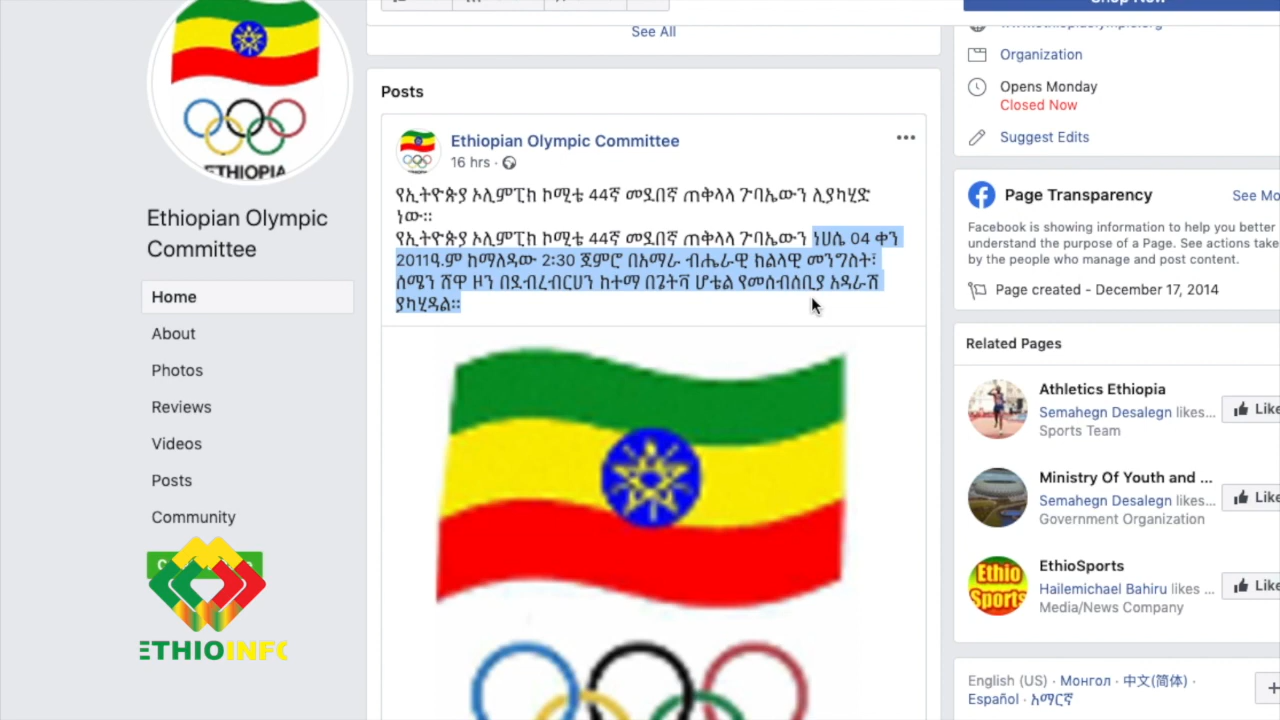 Shop Now
See All
Organization
Opens Monday
Closed Now
Suggest Edits
Posts
Ethiopian Olympic Committee
16 hrs ·
የኢትዮጵያ ኦሊምፒክ ኮሚቴ 44ኛ መደበኛ ጠቅላላ ጉባኤውን ሊያካሂድ
ነው።
የኢትዮጵያ ኦሊምፒክ ኮሚቴ 44ኛ መደበኛ ጠቅላላ ጉባኤውን ነሀሴ 04 ቀን
2011ዓ.ም ከማለዳው 2፡30 ጀምሮ በአማራ ብሔራዊ ክልላዊ መንግስት፣
ሰሜን ሸዋ ዞን በደብረብርሀን ከተማ በጌትቫ ሆቴል የመሰብሰቢያ አዳራሽ
ያካሂዳል።
ETHIOPIA
Ethiopian Olympic
Committee
Home
About
Photos
Reviews
Videos
Posts
Community
ETHIOINFO
Page Transparency
See Mo
Facebook is showing information to help you better
understand the purpose of a Page. See actions take
by the people who manage and post content.
Page created - December 17, 2014
Related Pages
Athletics Ethiopia
Semahegn Desalegn likes...
Sports Team
Like
Ministry Of Youth and ...
Semahegn Desalegn likes...
Government Organization
Like
EthioSports
Hailemichael Bahiru likes ...
Media/News Company
Like
Ethio
Sports
English (US) · Монгол · 中文(简体) ·
Español · አማርኛ